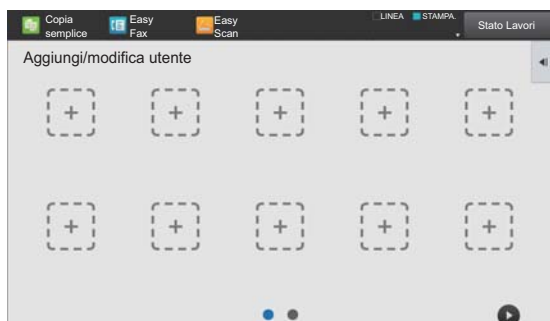 Copia
semplice
Easy
Fax
Easy
Scan
LINEA
STAMPA.
Stato Lavori
Aggiungi/modifica utente